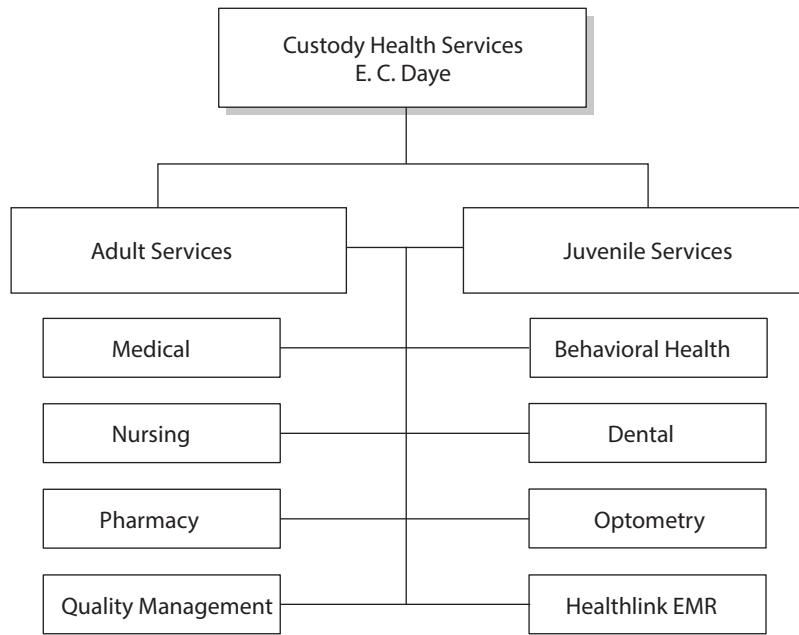 Custody Health Services
E. C. Daye
Adult Services
Juvenile Services
Medical
Behavioral Health
Nursing
Dental
Pharmacy
Optometry
Quality Management
Healthlink EMR